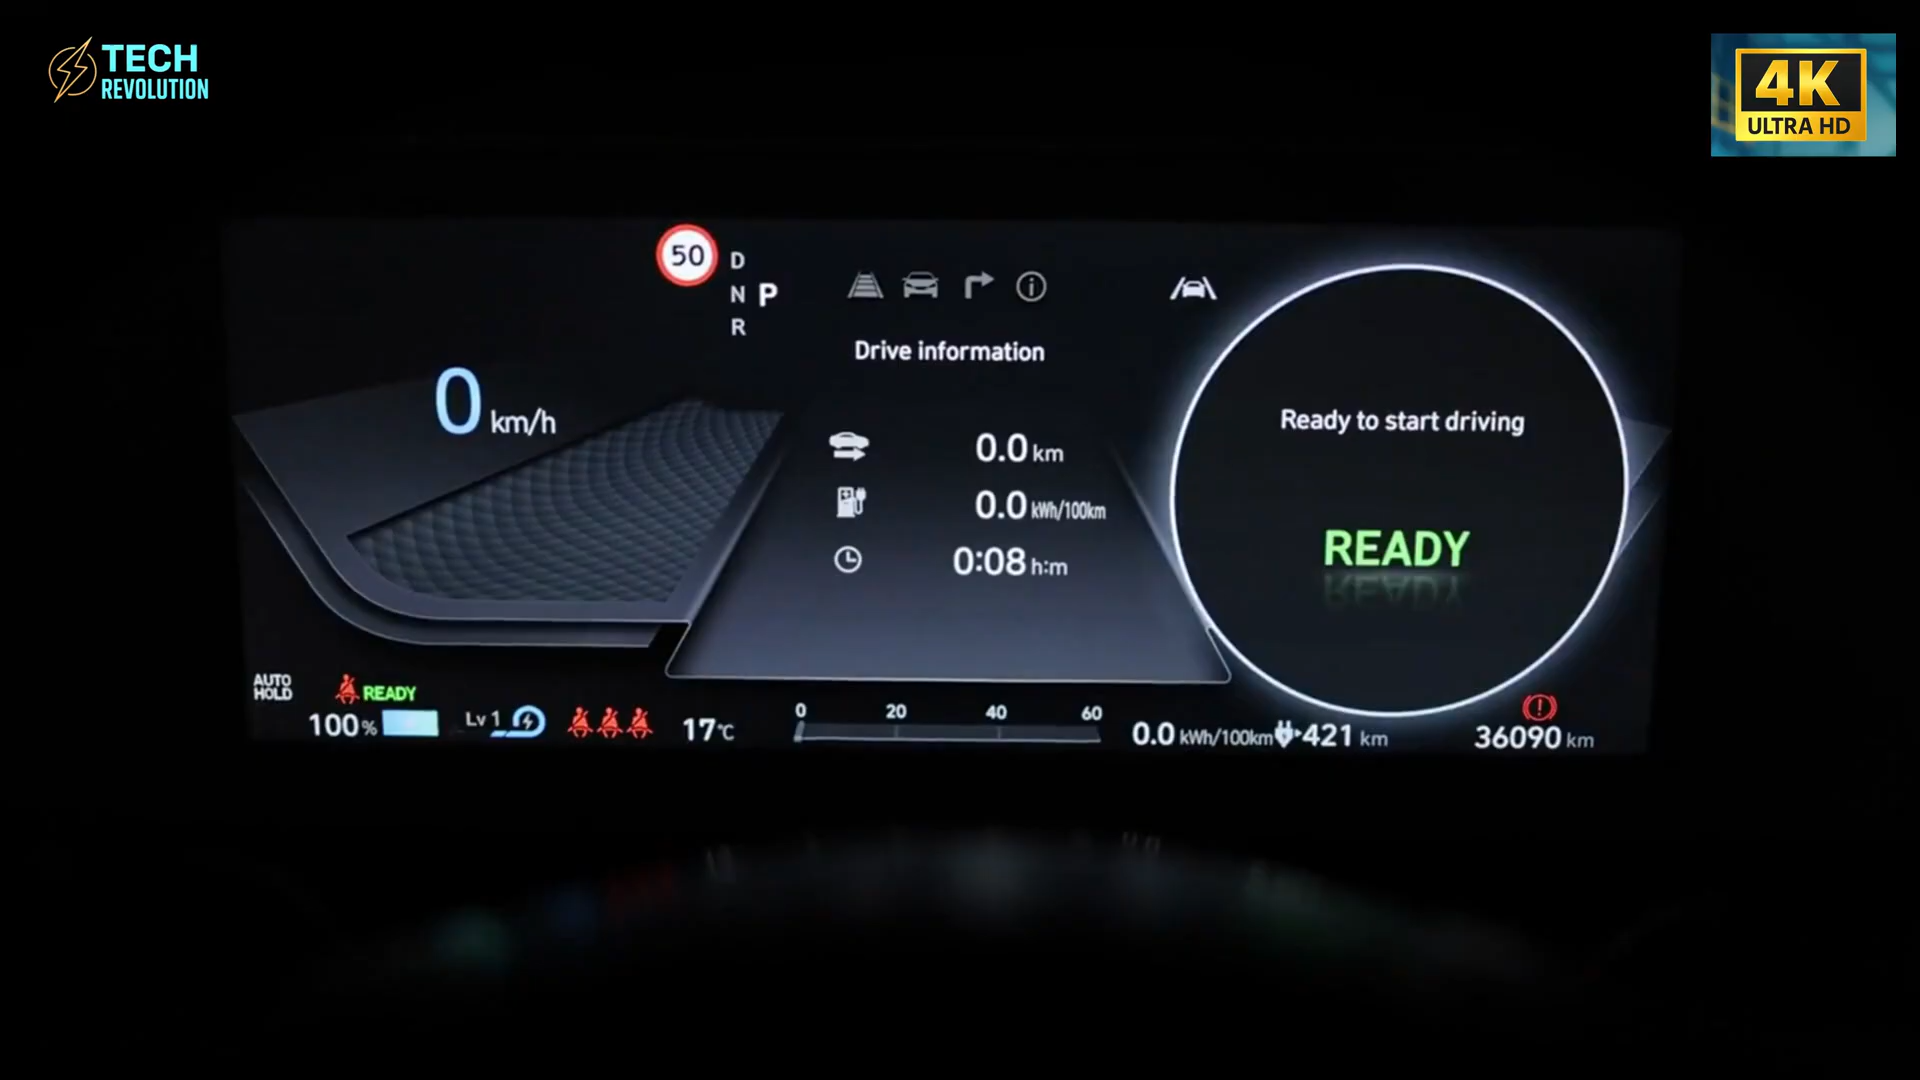 TECH
REVOLUTION
4K
ULTRA HD
50
D
N P
R
Drive information
0 km/h
0.0 km
0.0 kWh/100km
0:08 h:m
Ready to start driving
READY
AUTO
HOLD
READY
100%
Lv 1
17°C
0 20 40 60
0.0 kWh/100km
421 km
36090 km